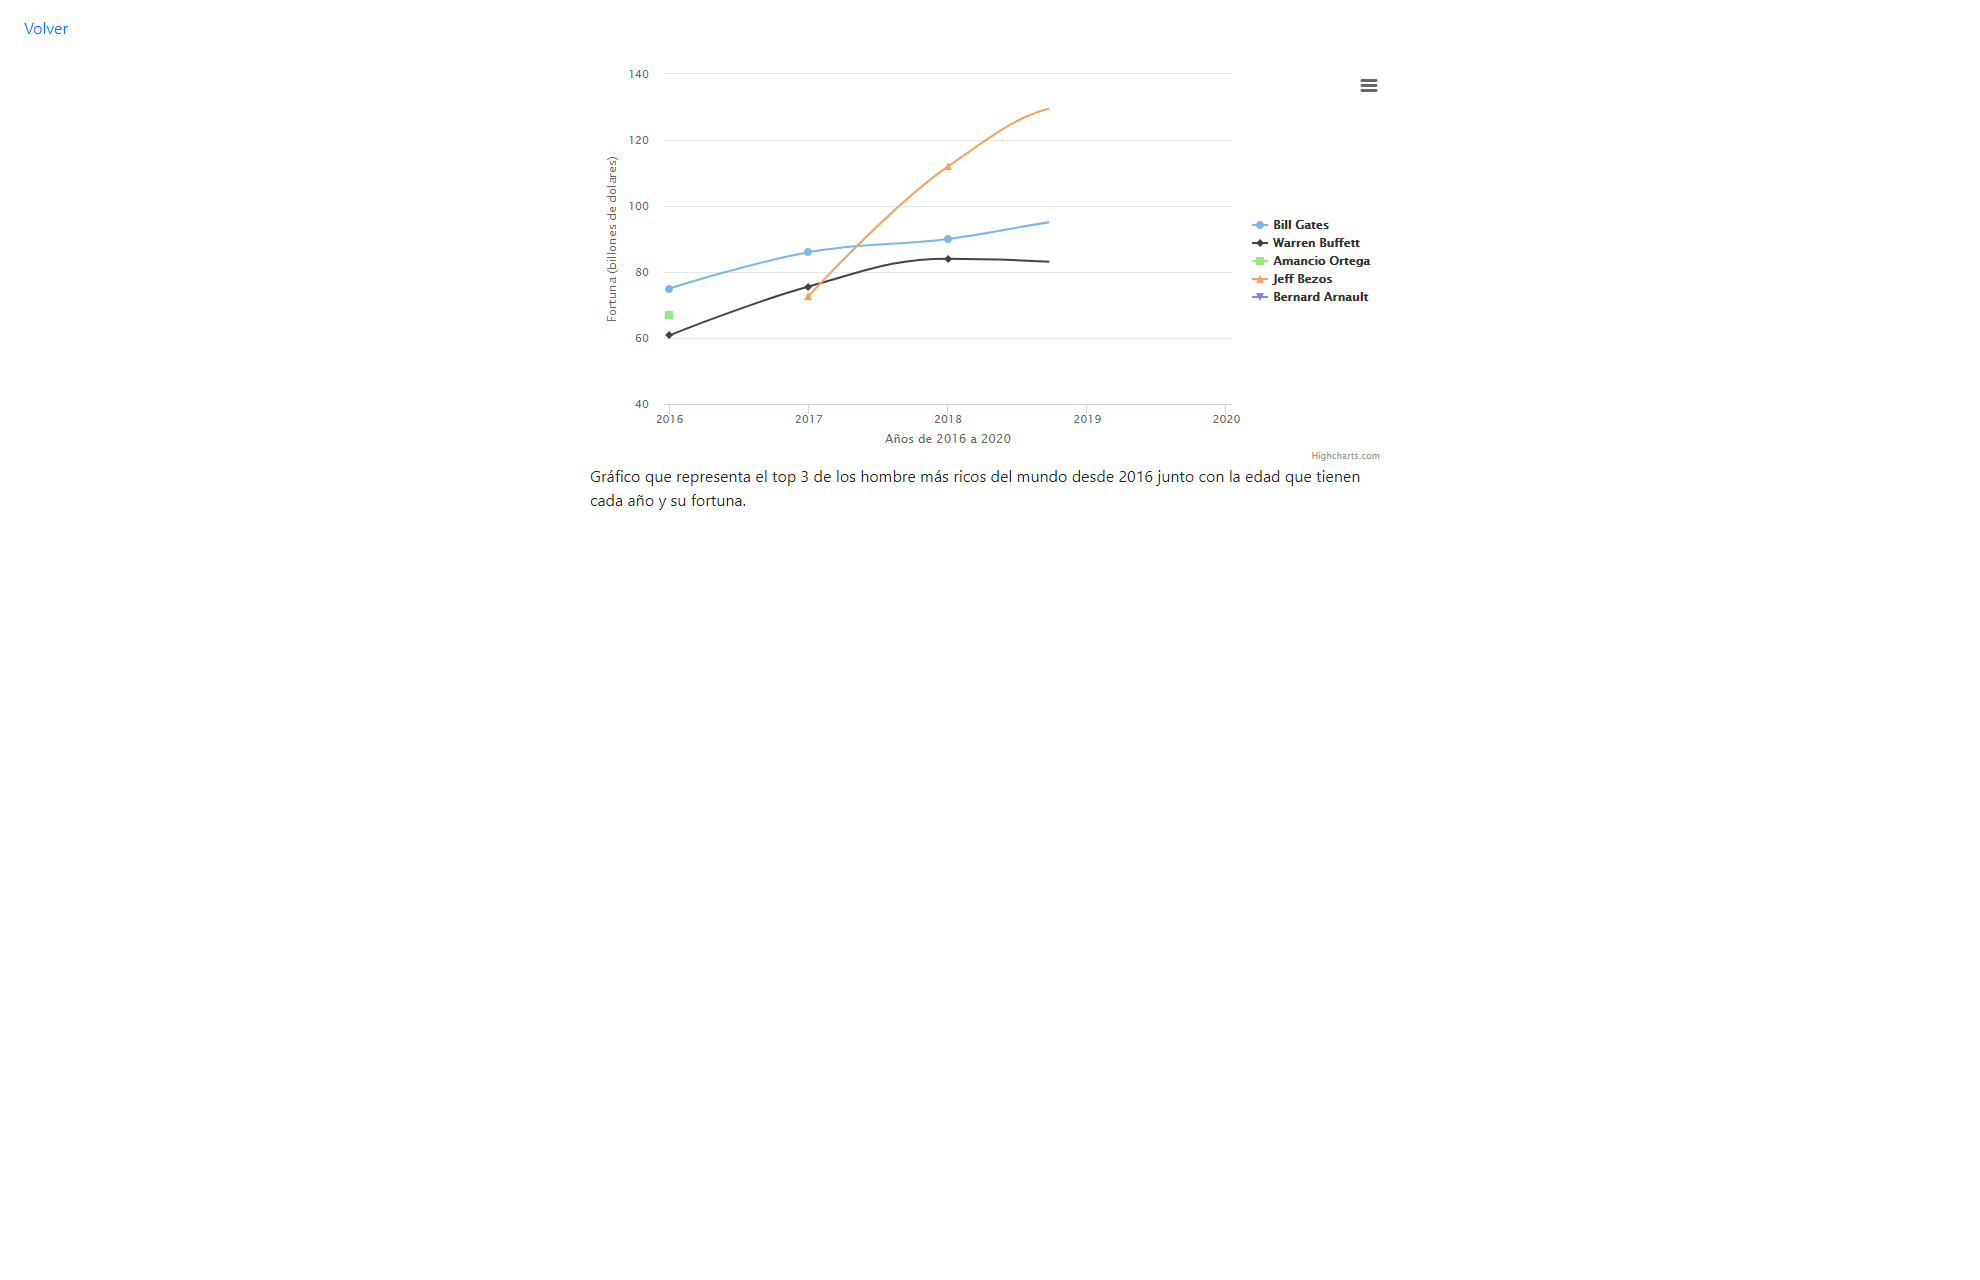 Volver
140
120
100
80
60
40
Fortuna (billones de dolares)
2016 2017 2018 2019 2020
Años de 2016 a 2020
Bill Gates
Warren Buffett
Amancio Ortega
Jeff Bezos
Bernard Arnault
Highcharts.com
Gráfico que representa el top 3 de los hombre más ricos del mundo desde 2016 junto con la edad que tienen
cada año y su fortuna.